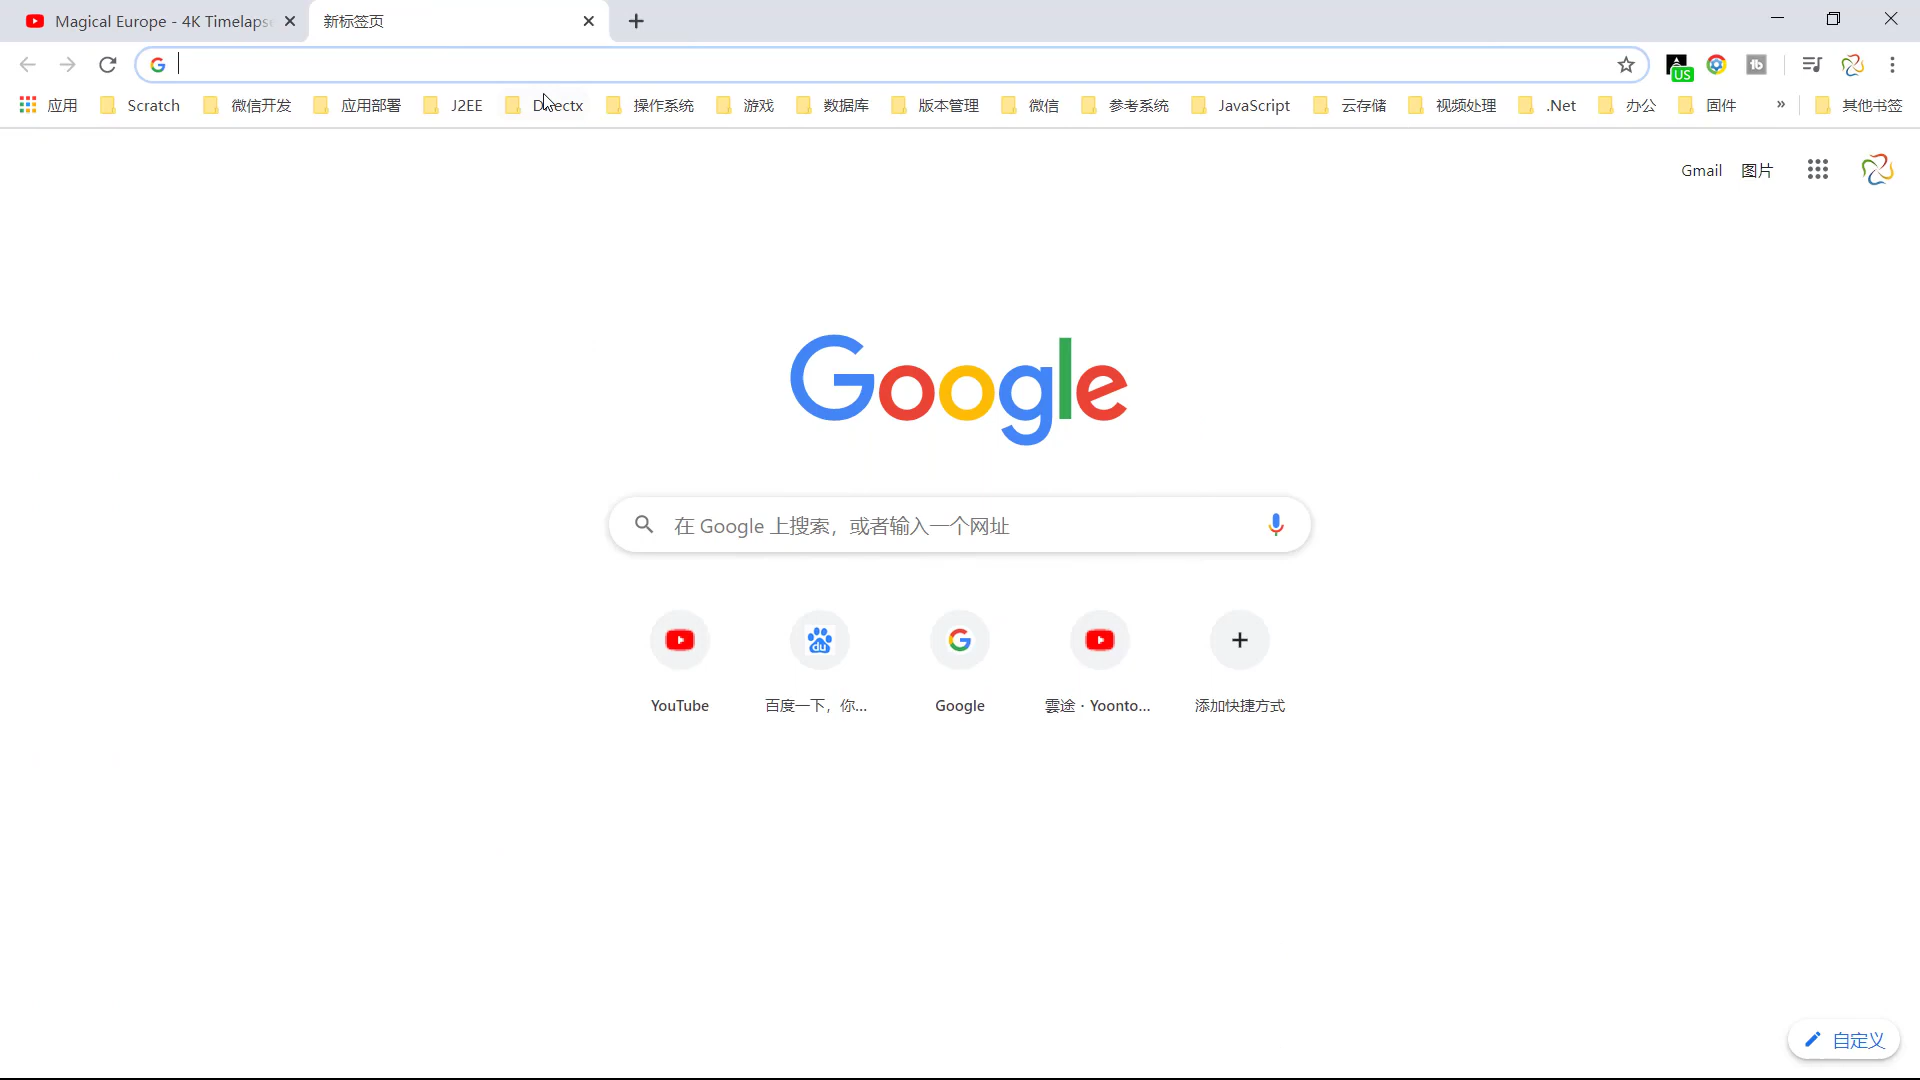 Magical Europe - 4K Timelapse
新标签页
US
应用 Scratch 微信开发 应用部署 J2EE Directx 操作系统 游戏 数据库 版本管理 微信 参考系统 JavaScript 云存储 视频处理 .Net 办公 固件 » 其他书签
Gmail 图片
Google
在 Google 上搜索，或者输入一个网址
du
YouTube 百度一下，你... Google 雲途 · Yoonto... 添加快捷方式
自定义